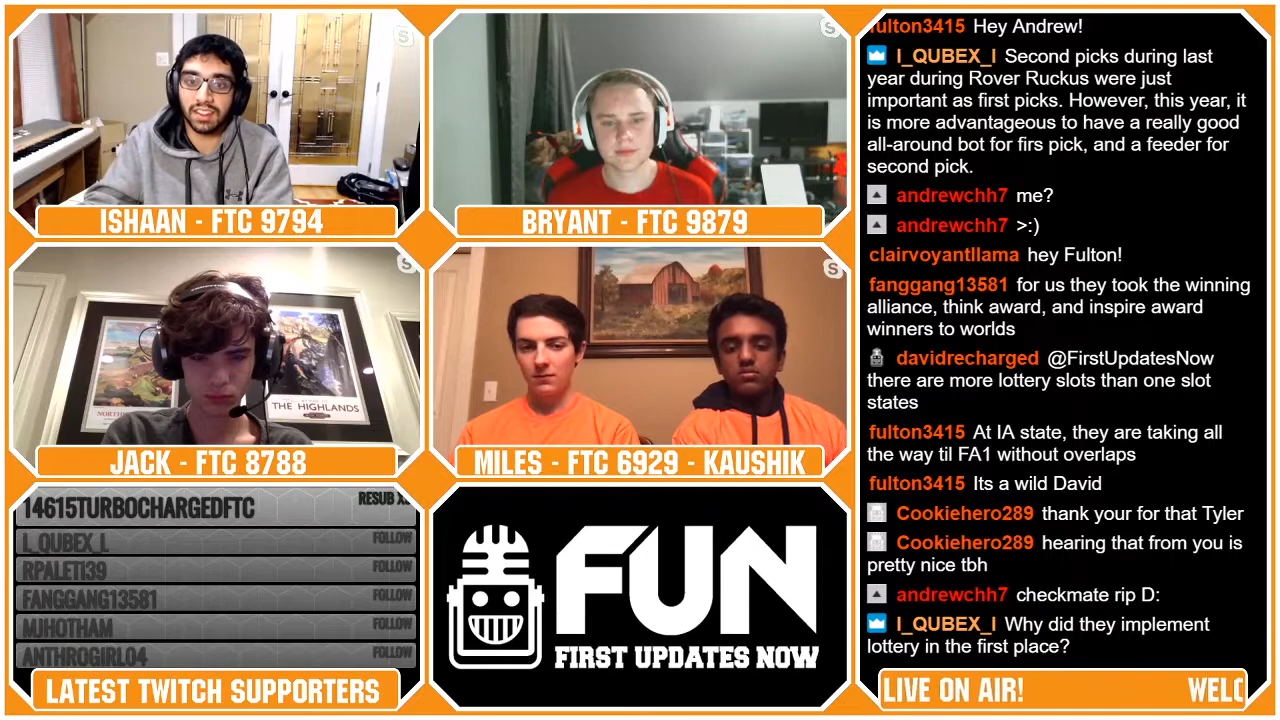 ISHAAN - FTC 9794
BRYANT - FTC 9879
JACK - FTC 8788
THE HIGHLANDS
MILES - FTC 6929 - KAUSHIK
14615TURBOCHARGEDFTC RESUB
L_QUBEX_L FOLLOW
RPALETI39 FOLLOW
FANGGANG13581 FOLLOW
MJHOTHAM FOLLOW
ANTHROGIRL04 FOLLOW
LATEST TWITCH SUPPORTERS
FUN
FIRST UPDATES NOW
fulton3415 Hey Andrew!
l_QUBEX_l Second picks during last
year during Rover Ruckus were just
important as first picks. However, this year, it
is more advantageous to have a really good
all-around bot for firs pick, and a feeder for
second pick.
andrewchh7 me?
andrewchh7 >:)
clairvoyantllama hey Fulton!
fanggang13581 for us they took the winning
alliance, think award, and inspire award
winners to worlds
davidrecharged @FirstUpdatesNow
there are more lottery slots than one slot
states
fulton3415 At IA state, they are taking all
the way til FA1 without overlaps
fulton3415 Its a wild David
Cookiehero289 thank your for that Tyler
Cookiehero289 hearing that from you is
pretty nice tbh
andrewchh7 checkmate rip D:
l_QUBEX_l Why did they implement
lottery in the first place?
LIVE ON AIR! WELC